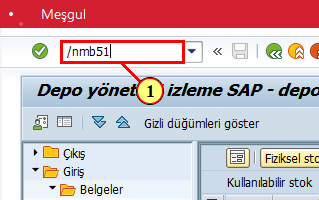 Meşgul
/nmb51
1
Depo yönet izleme SAP - depo
Gizli düğümleri göster
Çıkış
Giriş
Belgeler
Fiziksel sto
Kullanılabilir stok